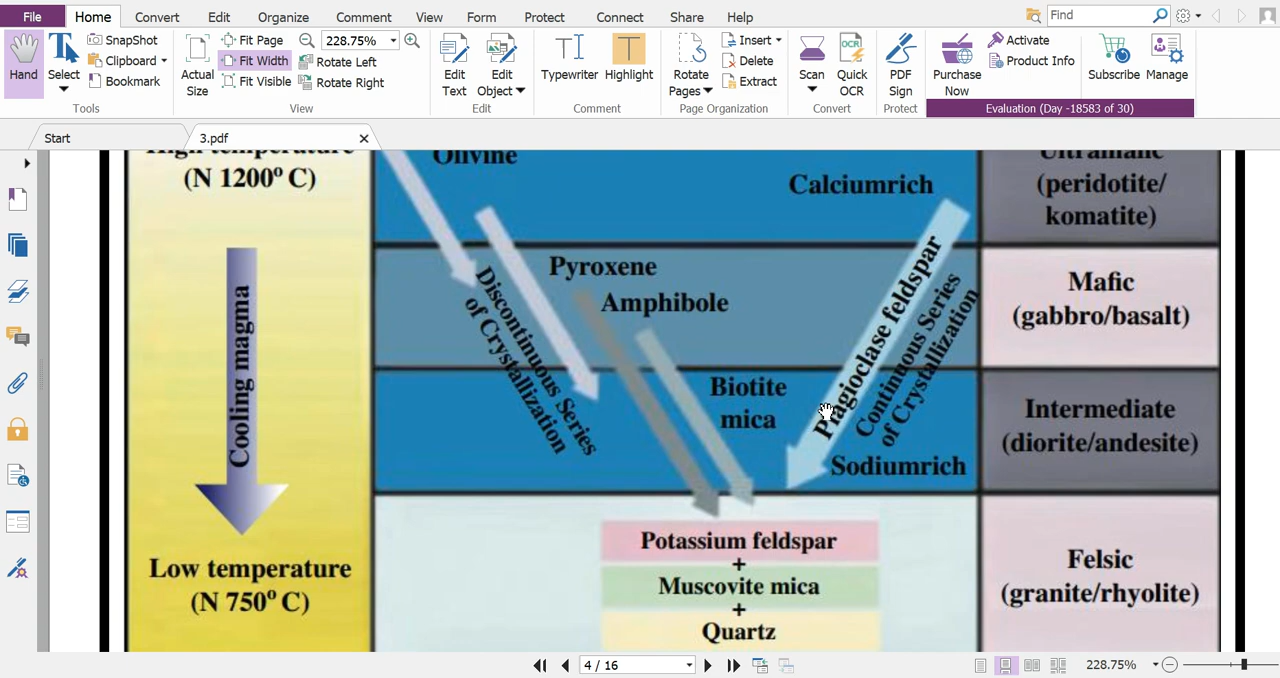 File
Home
Convert
Edit
Organize
Comment
View
Form
Protect
Connect
Share
Help
Find
Hand
Select
SnapShot
Clipboard
Bookmark
Tools
Actual
Size
Fit Page
Fit Width
Fit Visible
228.75%
Rotate Left
Rotate Right
View
Edit
Text
Edit
Object
Edit
Typewriter
Highlight
Comment
Rotate
Pages
Insert
Delete
Extract
Page Organization
Scan
Quick
OCR
Convert
PDF
Sign
Protect
Purchase
Now
Activate
Product Info
Evaluation (Day -18583 of 30)
Subscribe
Manage
Start
3.pdf
High temperature
(N 1200° C)
Cooling magma
Low temperature
(N 750° C)
Olivine
Calciumrich
Pyroxene
Amphibole
Discontinuous Series
of Crystallization
Biotite
mica
Plagioclase feldspar
Continuous Series
of Crystallization
Sodiumrich
Potassium feldspar
+
Muscovite mica
+
Quartz
Ultramafic
(peridotite/
komatite)
Mafic
(gabbro/basalt)
Intermediate
(diorite/andesite)
Felsic
(granite/rhyolite)
4 / 16
228.75%